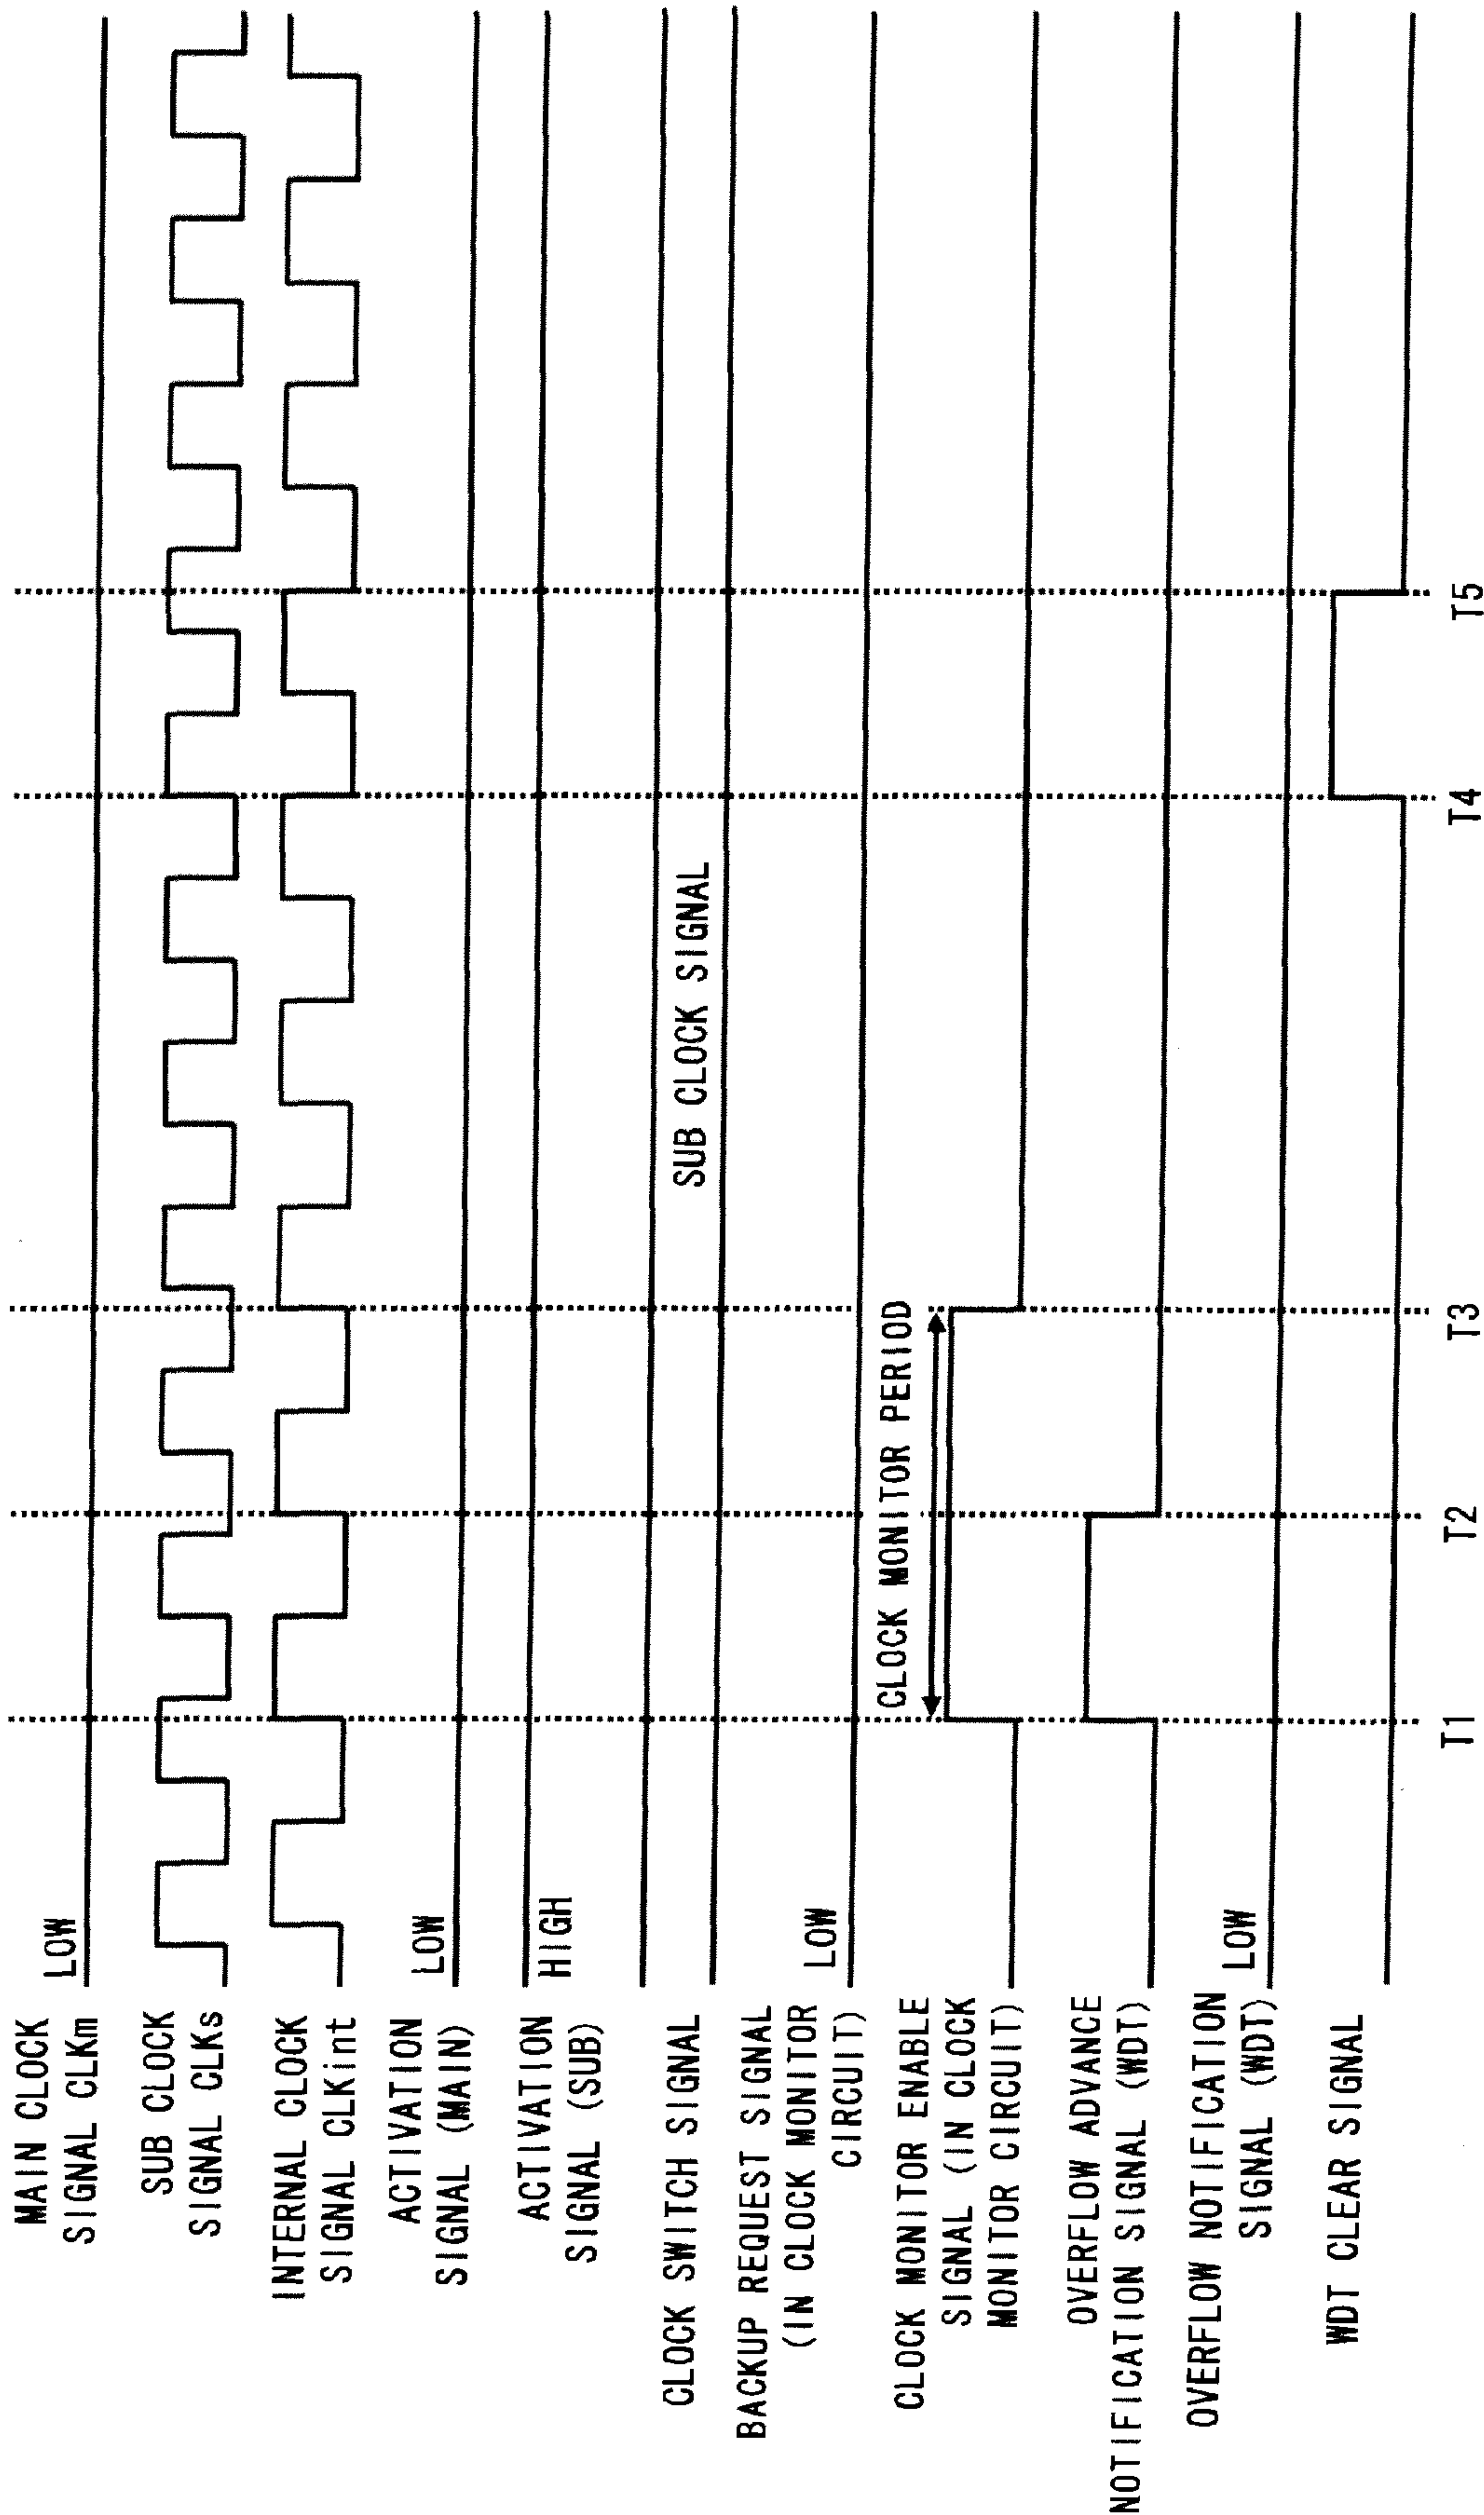 MAIN CLOCK
SIGNAL CLKm
LOW
SUB CLOCK
SIGNAL CLKs
INTERNAL CLOCK
SIGNAL CLKint
ACTIVATION
SIGNAL (MAIN)
LOW
ACTIVATION
SIGNAL (SUB)
HIGH
CLOCK SWITCH SIGNAL
SUB CLOCK SIGNAL
BACKUP REQUEST SIGNAL
(IN CLOCK MONITOR
CIRCUIT)
LOW
CLOCK MONITOR PERIOD
CLOCK MONITOR ENABLE
SIGNAL (IN CLOCK
MONITOR CIRCUIT)
OVERFLOW ADVANCE
NOTIFICATION SIGNAL (WDT)
OVERFLOW NOTIFICATION
SIGNAL (WDT)
LOW
WDT CLEAR SIGNAL
T1
T2
T3
T4
T5